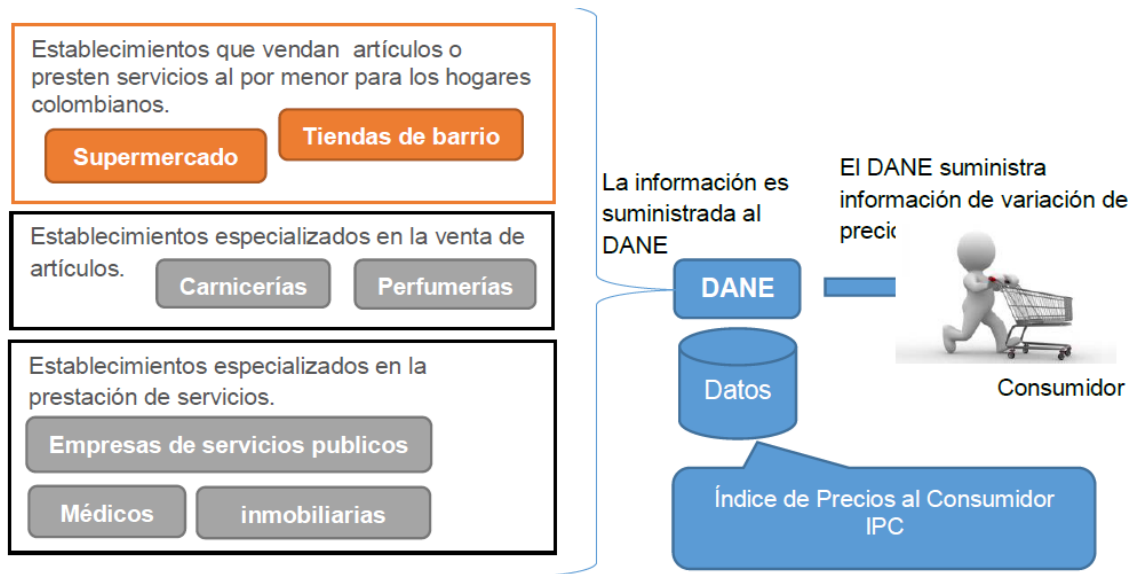 Establecimientos que vendan artículos o
presten servicios al por menor para los hogares
colombianos.
Supermercado
Tiendas de barrio
Establecimientos especializados en la venta de
artículos.
Carnicerías
Perfumerías
Establecimientos especializados en la
prestación de servicios.
Empresas de servicios publicos
Médicos
inmobiliarias
La información es
suministrada al
DANE
DANE
Datos
Índice de Precios al Consumidor
IPC
El DANE suministra
información de variación de
Consumidor